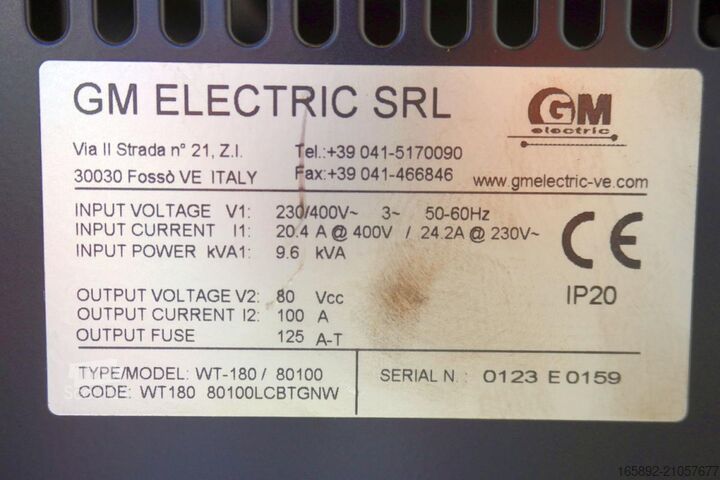 GM ELECTRIC SRL
GM
electric
Via II Strada n° 21, Z.I. Tel.:+39 041-5170090
30030 Fossò VE ITALY Fax:+39 041-466846
www.gmelectric-ve.com
INPUT VOLTAGE V1: 230/400V~ 3~ 50-60Hz
INPUT CURRENT I1: 20.4 A @ 400V / 24.2A @ 230V~
INPUT POWER kVA1: 9.6 kVA
CE
IP20
OUTPUT VOLTAGE V2: 80 Vcc
OUTPUT CURRENT I2: 100 A
OUTPUT FUSE 125 A-T
TYPE/MODEL: WT-180 / 80100
CODE: WT180 80100LCBTGNW
SERIAL N. : 0123 E 0159
165892-21057677